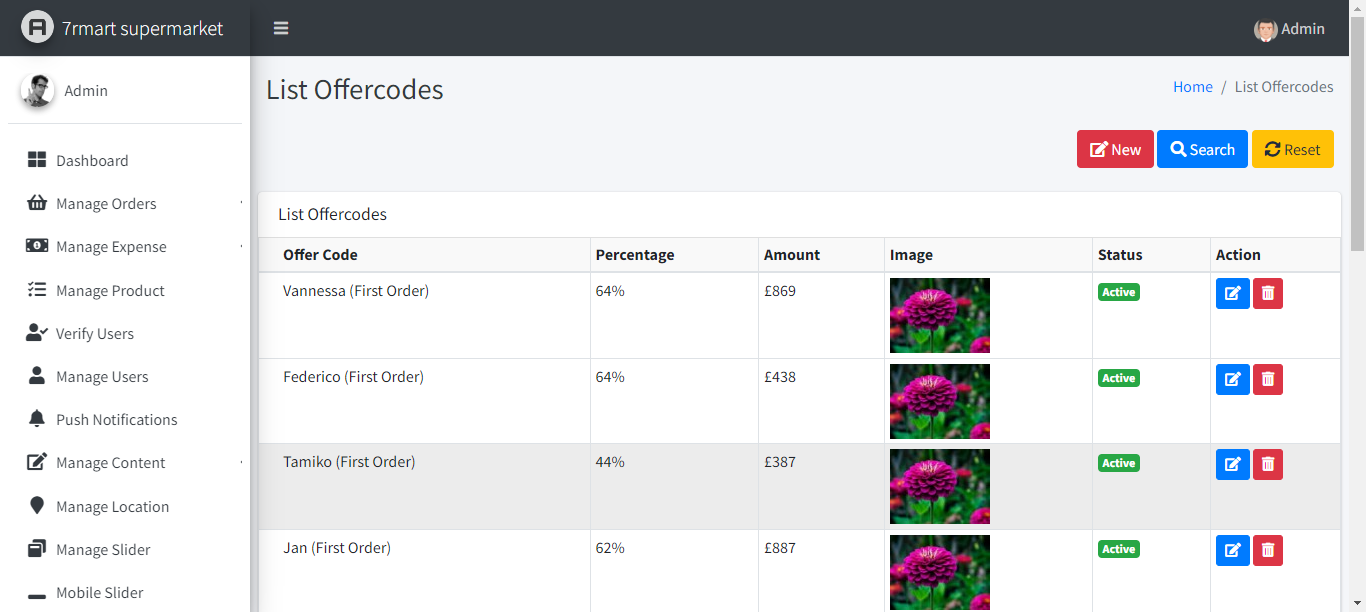 7rmart supermarket
Admin
Admin
Dashboard
Manage Orders
Manage Expense
Manage Product
Verify Users
Manage Users
Push Notifications
Manage Content
Manage Location
Manage Slider
Mobile Slider
List Offercodes
Home / List Offercodes
New Search Reset
List Offercodes
Offer Code Percentage Amount Image Status Action
Vannessa (First Order) 64% £869 Active
Federico (First Order) 64% £438 Active
Tamiko (First Order) 44% £387 Active
Jan (First Order) 62% £887 Active